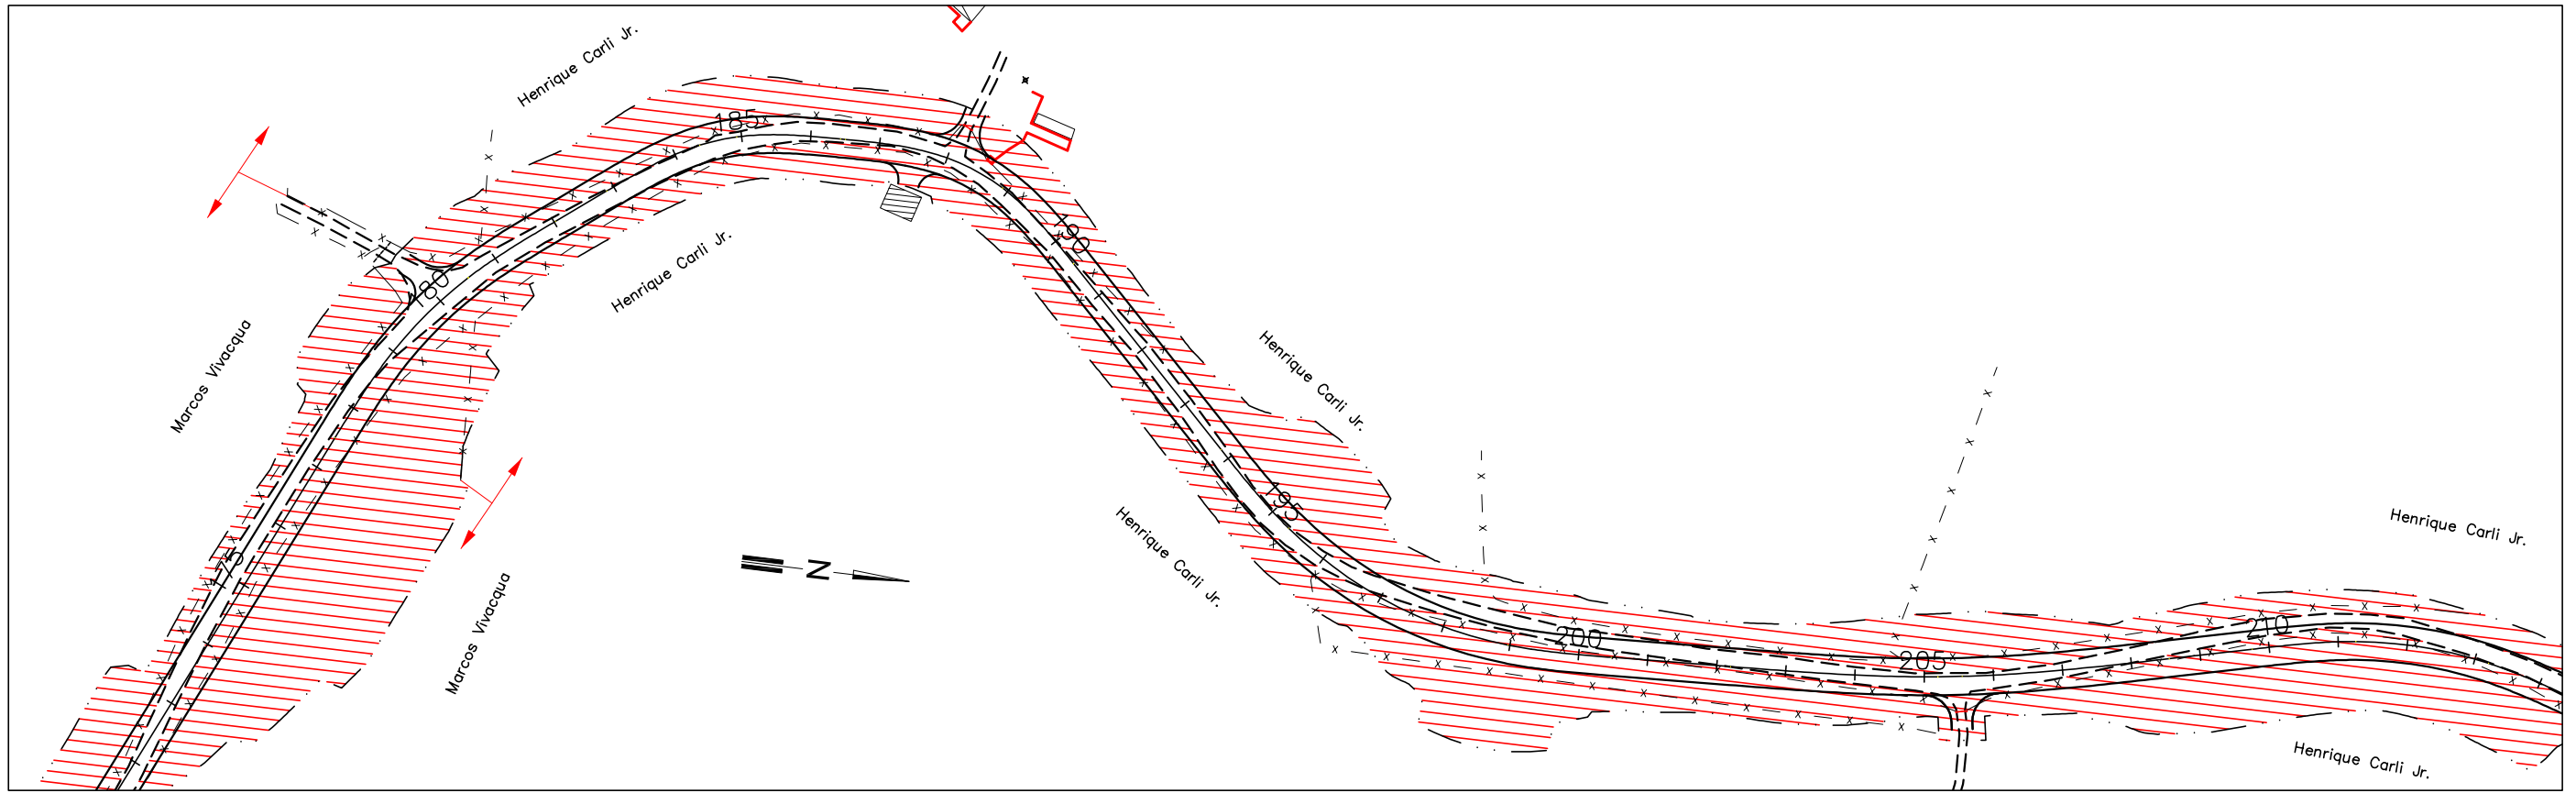 Henrique Carli Jr.
185
190
180
Henrique Carli Jr.
Marcos Vivacqua
Henrique Carli Jr.
195
Henrique Carli Jr.
Henrique Carli Jr.
175
N
Marcos Vivacqua
200
205
210
Henrique Carli Jr.